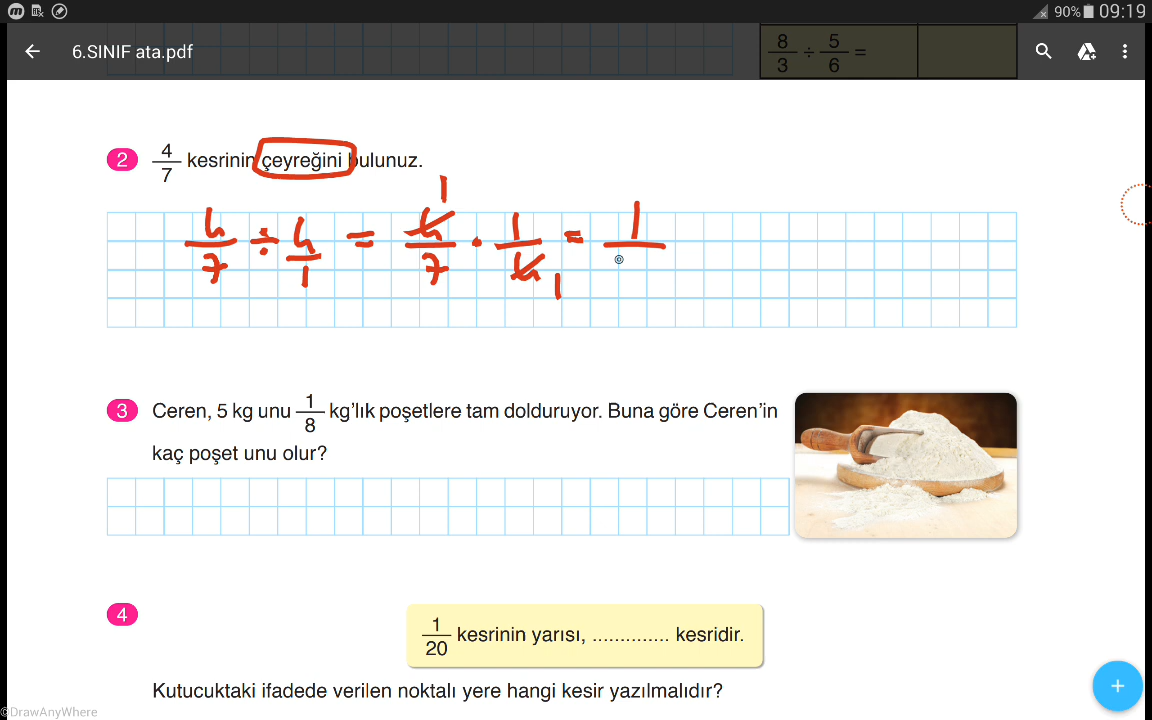 90% 09:19
6.SINIF ata.pdf
8/3 ÷ 5/6 =
2 4/7 kesrinin çeyreğini bulunuz.
4/7 ÷ 4/1 = 4/7 · 1/4 = 1
1 1
3 Ceren, 5 kg unu 1/8 kg’lık poşetlere tam dolduruyor. Buna göre Ceren’in
kaç poşet unu olur?
4
1/20 kesrinin yarısı, .............. kesridir.
Kutucuktaki ifadede verilen noktalı yere hangi kesir yazılmalıdır?
©DrawAnyWhere